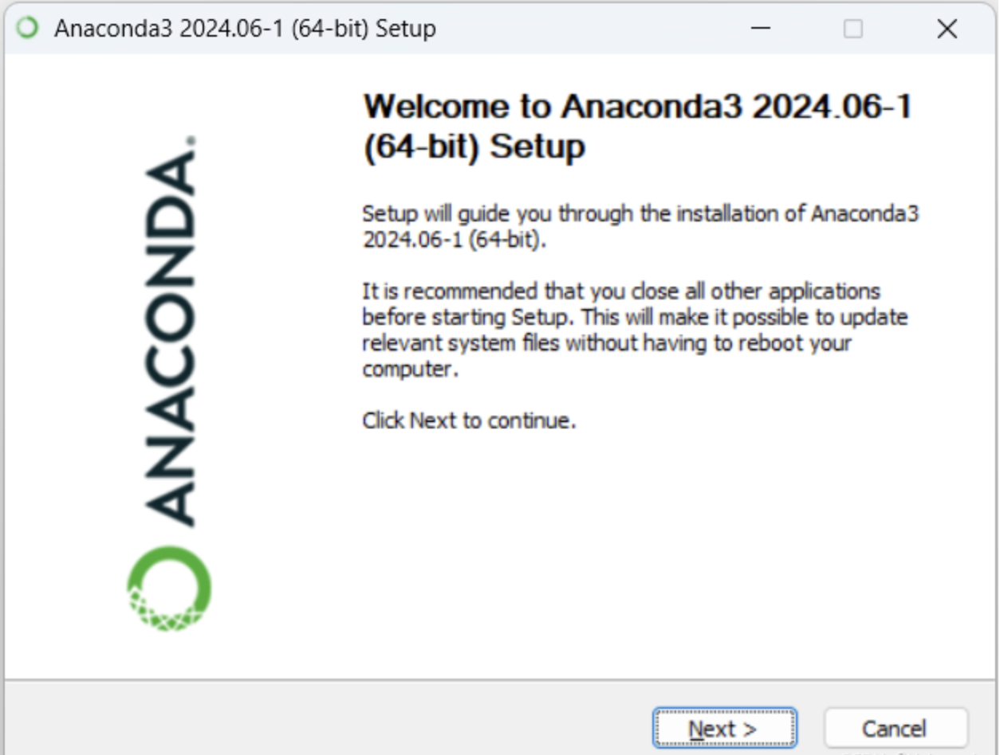 Anaconda3 2024.06-1 (64-bit) Setup
Welcome to Anaconda3 2024.06-1
(64-bit) Setup
Setup will guide you through the installation of Anaconda3
2024.06-1 (64-bit).
It is recommended that you close all other applications
before starting Setup. This will make it possible to update
relevant system files without having to reboot your
computer.
Click Next to continue.
ANACONDA.
Next >
Cancel